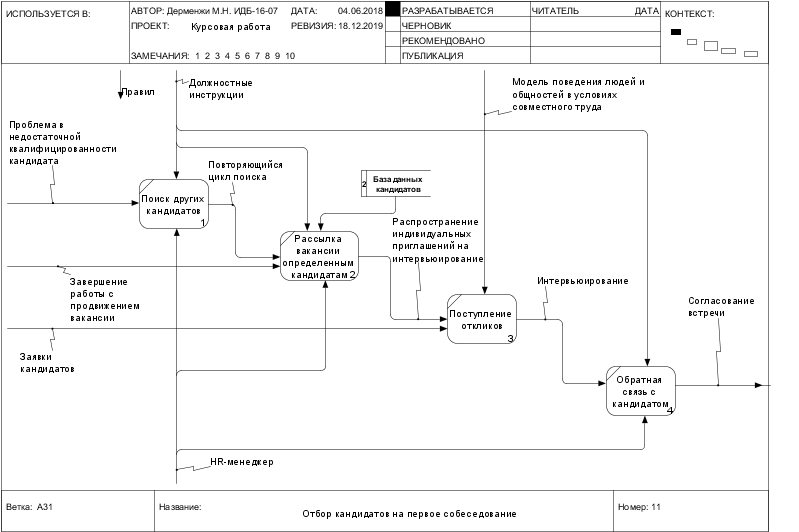 ИСПОЛЬЗУЕТСЯ В:
АВТОР: Дерменжи М.Н. ИДБ-16-07
ДАТА: 04.06.2018
ПРОЕКТ: Курсовая работа
РЕВИЗИЯ: 18.12.2019
ЗАМЕЧАНИЯ: 1 2 3 4 5 6 7 8 9 10
РАЗРАБАТЫВАЕТСЯ
ЧЕРНОВИК
РЕКОМЕНДОВАНО
ПУБЛИКАЦИЯ
ЧИТАТЕЛЬ ДАТА
КОНТЕКСТ:
Правил
Должностные
инструкции
Модель поведения людей и
общностей в условиях
совместного труда
Проблема в
недостаточной
квалифицированности
кандидата
Повторяющийся
цикл поиска
2 База данных
кандидатов
Поиск других
кандидатов
1
Распространение
индивидуальных
приглашений на
интервьюирование
Рассылка
вакансии
определенным
кандидатам 2
Завершение
работы с
продвижением
вакансии
Интервьюирование
Согласование
встречи
Поступление
откликов
3
Заявки
кандидатов
Обратная
связь с
кандидатом
4
HR-менеджер
Ветка: А31
Название:
Отбор кандидатов на первое собеседование
Номер: 11